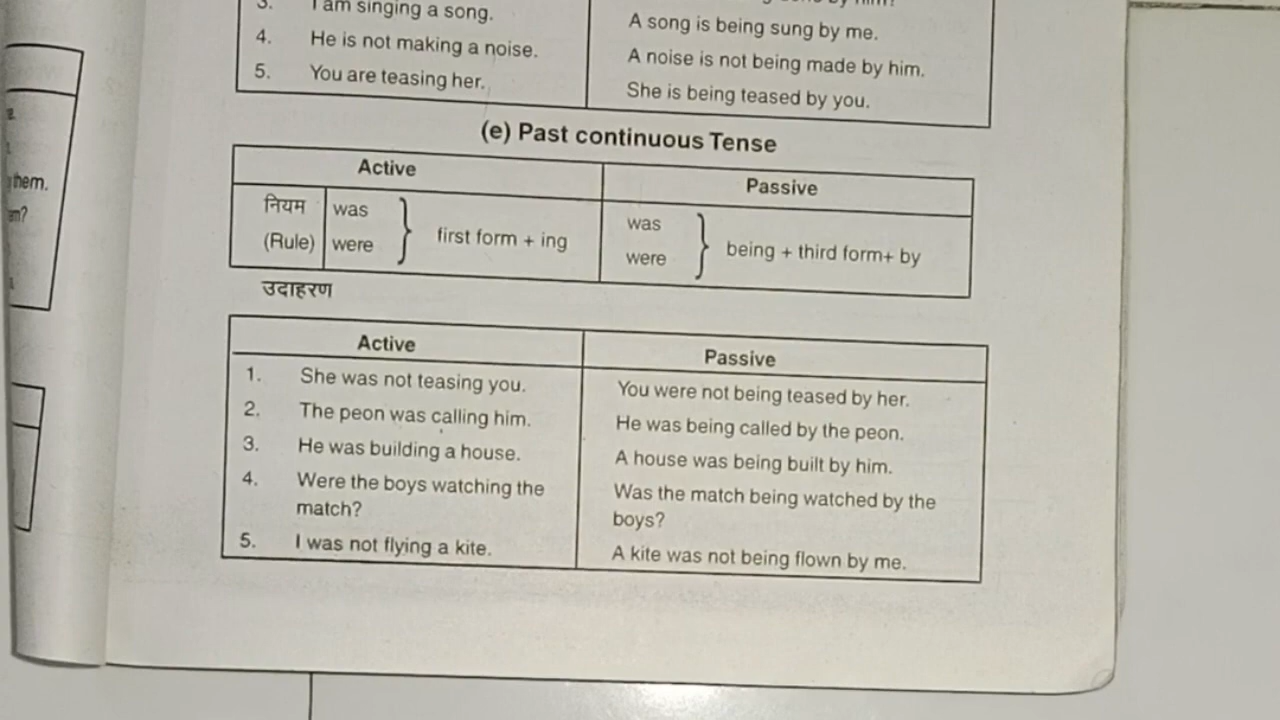 3. I am singing a song. A song is being sung by me.
4. He is not making a noise. A noise is not being made by him.
5. You are teasing her. She is being teased by you.
(e) Past continuous Tense
Active Passive
नियम was } first form + ing was } being + third form+ by
(Rule) were were
उदाहरण
Active Passive
1. She was not teasing you. You were not being teased by her.
2. The peon was calling him. He was being called by the peon.
3. He was building a house. A house was being built by him.
4. Were the boys watching the Was the match being watched by the
match? boys?
5. I was not flying a kite. A kite was not being flown by me.